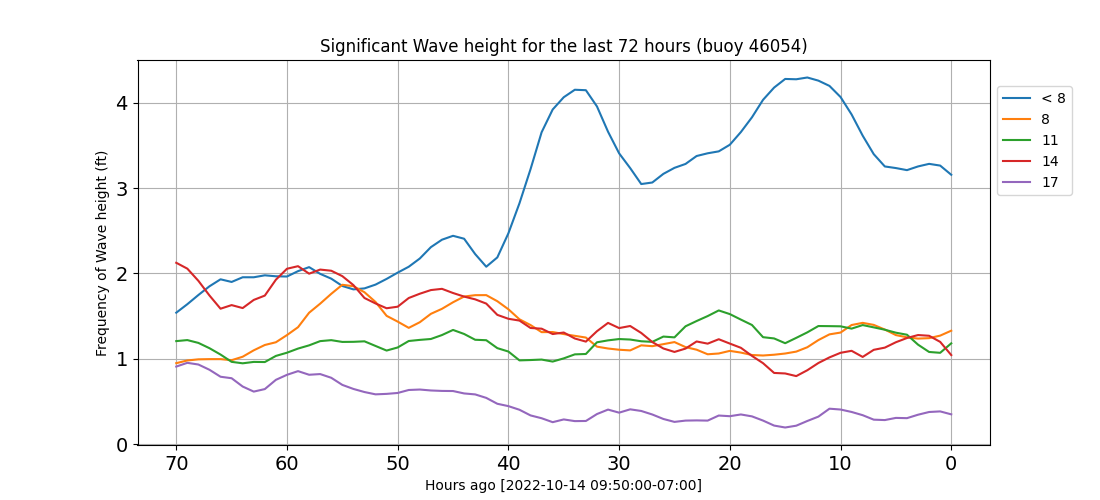 Significant Wave height for the last 72 hours (buoy 46054)
Frequency of Wave height (ft)
4
3
2
1
0
70 60 50 40 30 20 10 0
Hours ago [2022-10-14 09:50:00-07:00]
< 8
8
11
14
17